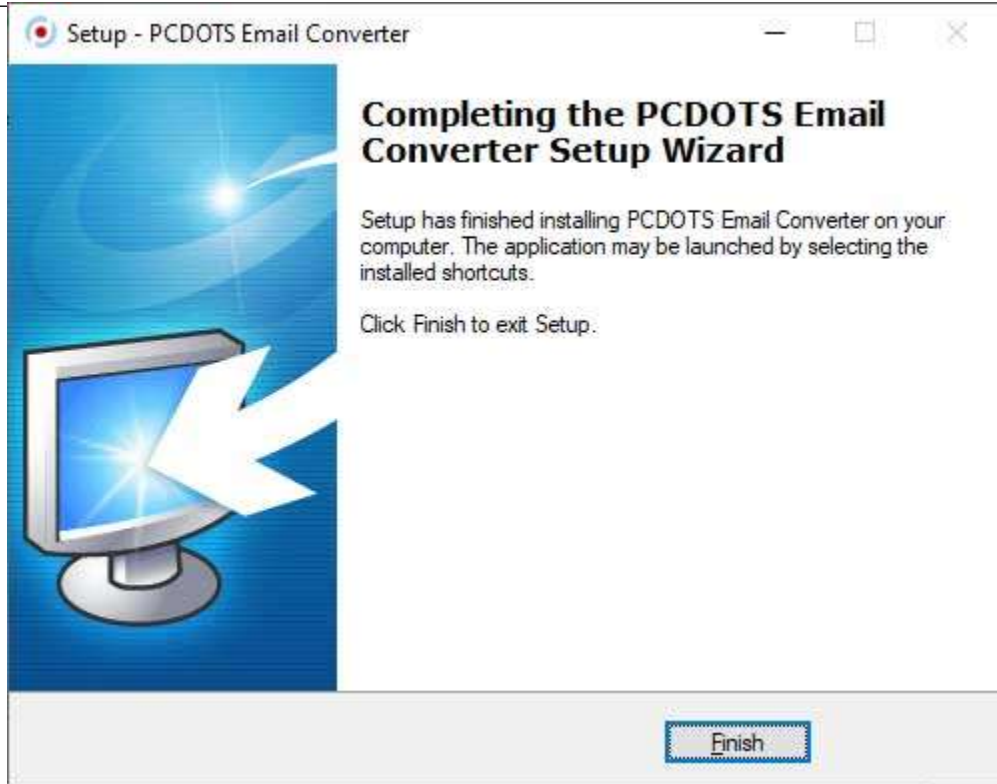 Setup - PCDOTS Email Converter
Completing the PCDOTS Email
Converter Setup Wizard
Setup has finished installing PCDOTS Email Converter on your
computer. The application may be launched by selecting the
installed shortcuts.
Click Finish to exit Setup.
Finish